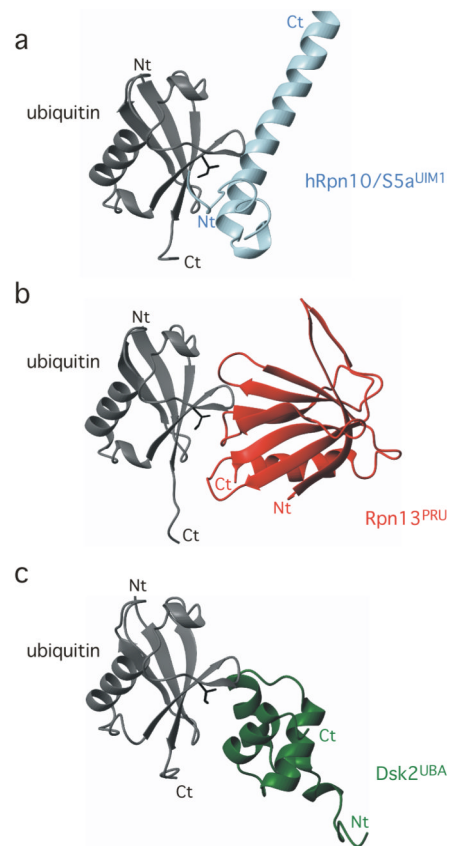 a
Ct
Nt
ubiquitin
hRpn10/S5aUIM1
Nt
Ct
b
Nt
ubiquitin
Ct
Nt
Rpn13PRU
Ct
c
Nt
ubiquitin
Ct
Dsk2UBA
Ct
Nt